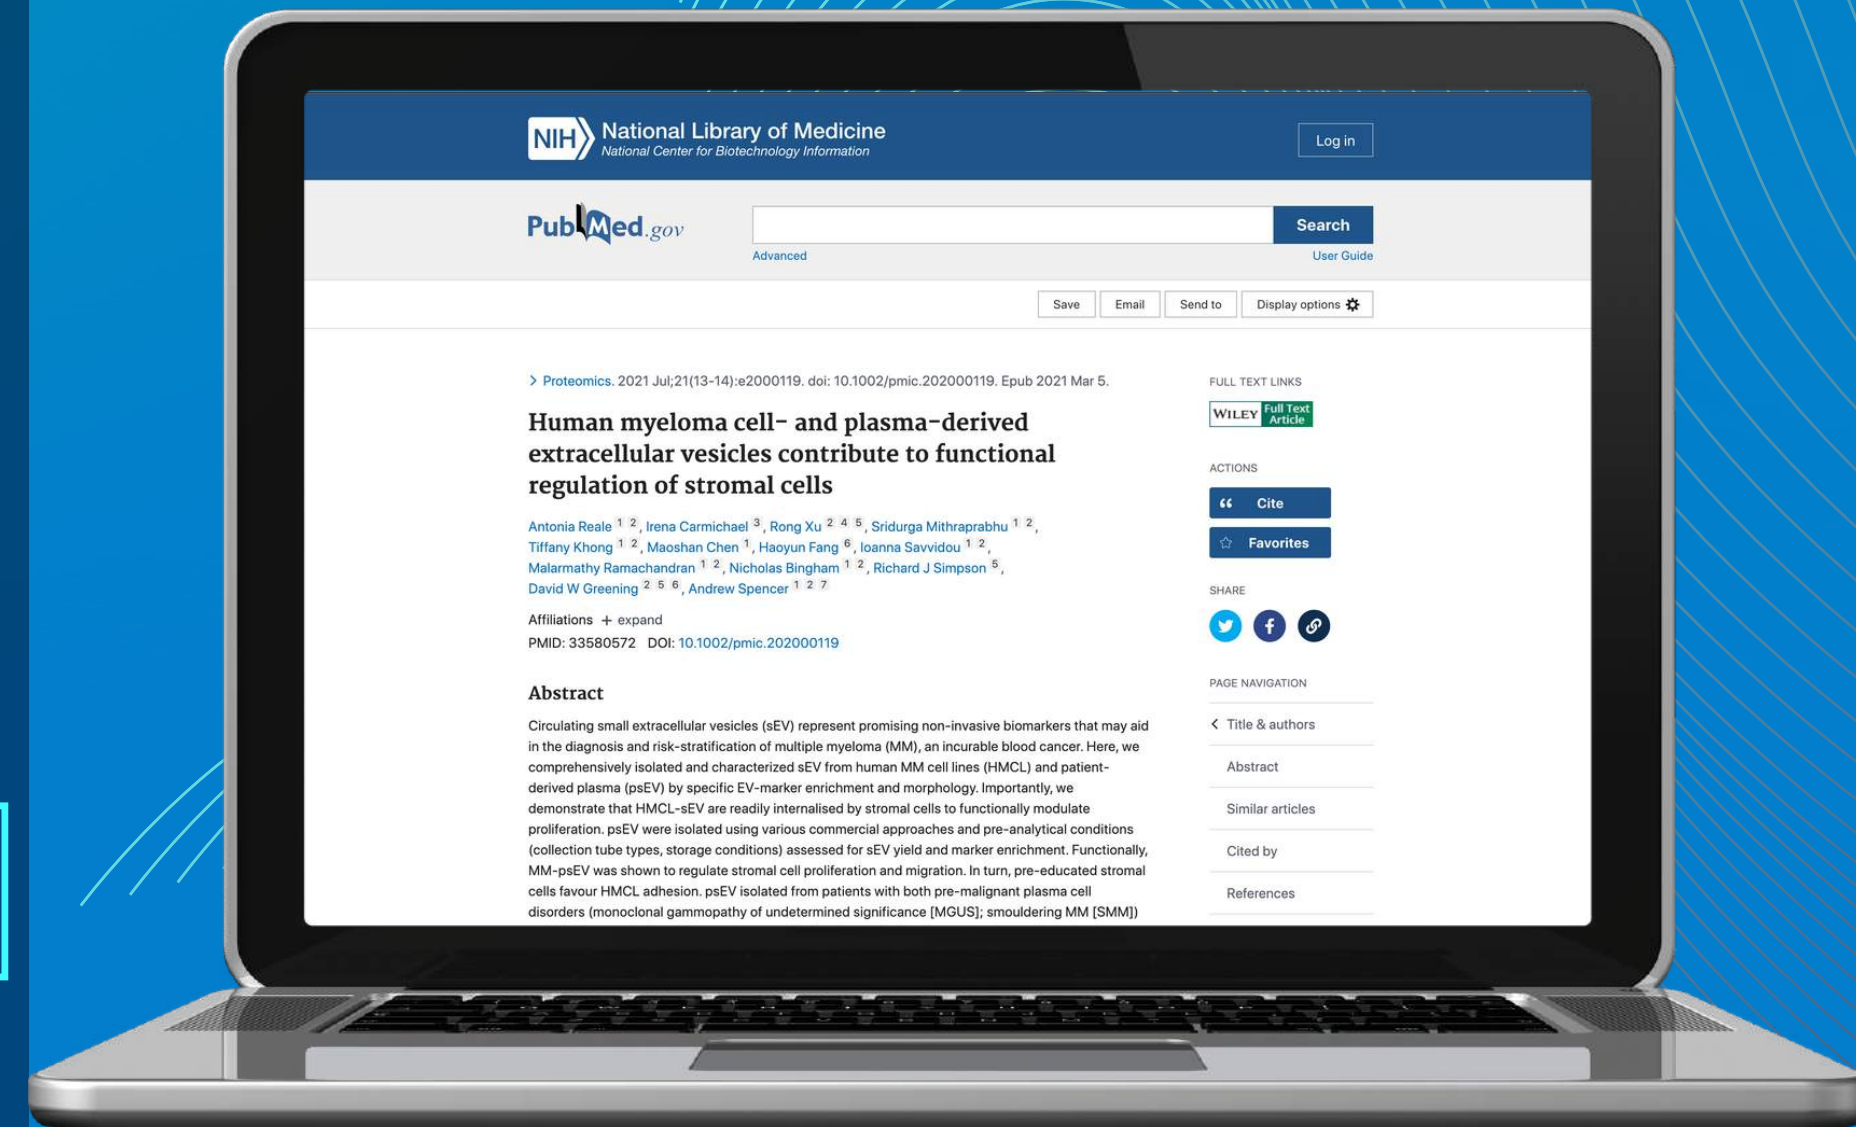 NIH National Library of Medicine
National Center for Biotechnology Information
Log in
PubMed.gov
Search
Advanced
User Guide
Save
Email
Send to
Display options
Proteomics. 2021 Jul;21(13-14):e2000119. doi: 10.1002/pmic.202000119. Epub 2021 Mar 5.
Human myeloma cell- and plasma-derived
extracellular vesicles contribute to functional
regulation of stromal cells
Antonia Reale 1 2, Irena Carmichael 3, Rong Xu 2 4 5, Sridurga Mithraprabhu 1 2,
Tiffany Khong 1 2, Maoshan Chen 1, Haoyun Fang 6, Ioanna Savvidou 1 2,
Malarmathy Ramachandran 1 2, Nicholas Bingham 1 2, Richard J Simpson 5,
David W Greening 2 5 6, Andrew Spencer 1 2 7
Affiliations + expand
PMID: 33580572 DOI: 10.1002/pmic.202000119
Abstract
Circulating small extracellular vesicles (sEV) represent promising non-invasive biomarkers that may aid
in the diagnosis and risk-stratification of multiple myeloma (MM), an incurable blood cancer. Here, we
comprehensively isolated and characterized sEV from human MM cell lines (HMCL) and patient-
derived plasma (psEV) by specific EV-marker enrichment and morphology. Importantly, we
demonstrate that HMCL-sEV are readily internalised by stromal cells to functionally modulate
proliferation. psEV were isolated using various commercial approaches and pre-analytical conditions
(collection tube types, storage conditions) assessed for sEV yield and marker enrichment. Functionally,
MM-psEV was shown to regulate stromal cell proliferation and migration. In turn, pre-educated stromal
cells favour HMCL adhesion. psEV isolated from patients with both pre-malignant plasma cell
disorders (monoclonal gammopathy of undetermined significance [MGUS]; smouldering MM [SMM])
FULL TEXT LINKS
WILEY Full Text
Article
ACTIONS
Cite
Favorites
SHARE
PAGE NAVIGATION
Title & authors
Abstract
Similar articles
Cited by
References